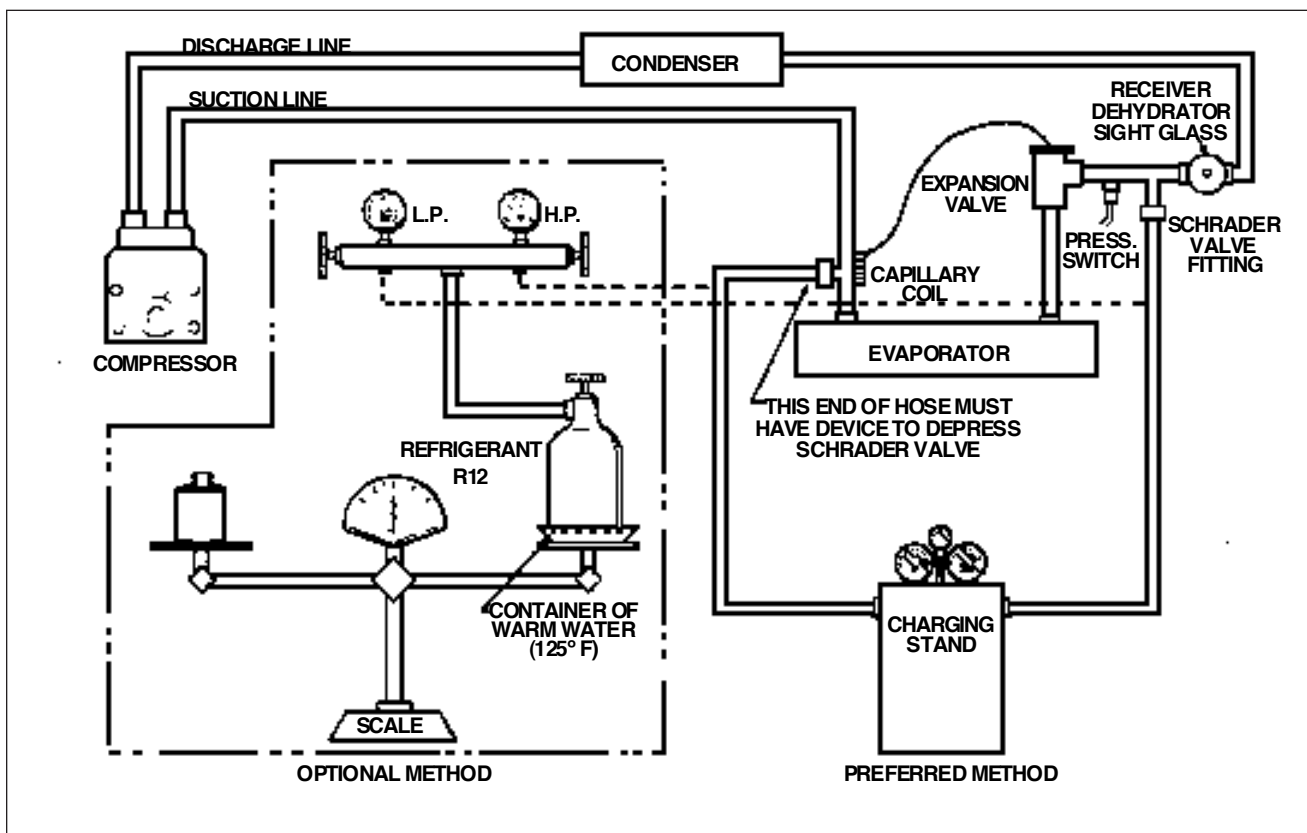 DISCHARGE LINE
CONDENSER
SUCTION LINE
RECEIVER
DEHYDRATOR
SIGHT GLASS
L.P.
H.P.
EXPANSION
VALVE
PRESS.
SWITCH
SCHRADER
VALVE
FITTING
CAPILLARY
COIL
COMPRESSOR
EVAPORATOR
THIS END OF HOSE MUST
HAVE DEVICE TO DEPRESS
SCHRADER VALVE
REFRIGERANT
R12
CONTAINER OF
WARM WATER
(125° F)
CHARGING
STAND
SCALE
OPTIONAL METHOD
PREFERRED METHOD